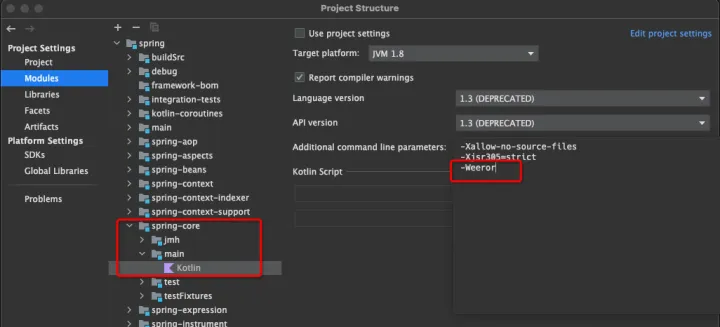 Project Structure
Project Settings
Project
Modules
Libraries
Facets
Artifacts
Platform Settings
SDKs
Global Libraries
Problems
spring
buildSrc
debug
framework-bom
integration-tests
kotlin-coroutines
main
spring-aop
spring-aspects
spring-beans
spring-context
spring-context-indexer
spring-context-support
spring-core
jmh
main
Kotlin
test
testFixtures
spring-expression
spring-instrument
Use project settings
Edit project settings
Target platform: JVM 1.8
Report compiler warnings
Language version 1.3 (DEPRECATED)
API version 1.3 (DEPRECATED)
Additional command line parameters:
-Xallow-no-source-files
-Xjsr305=strict
-Weeror
Kotlin Script